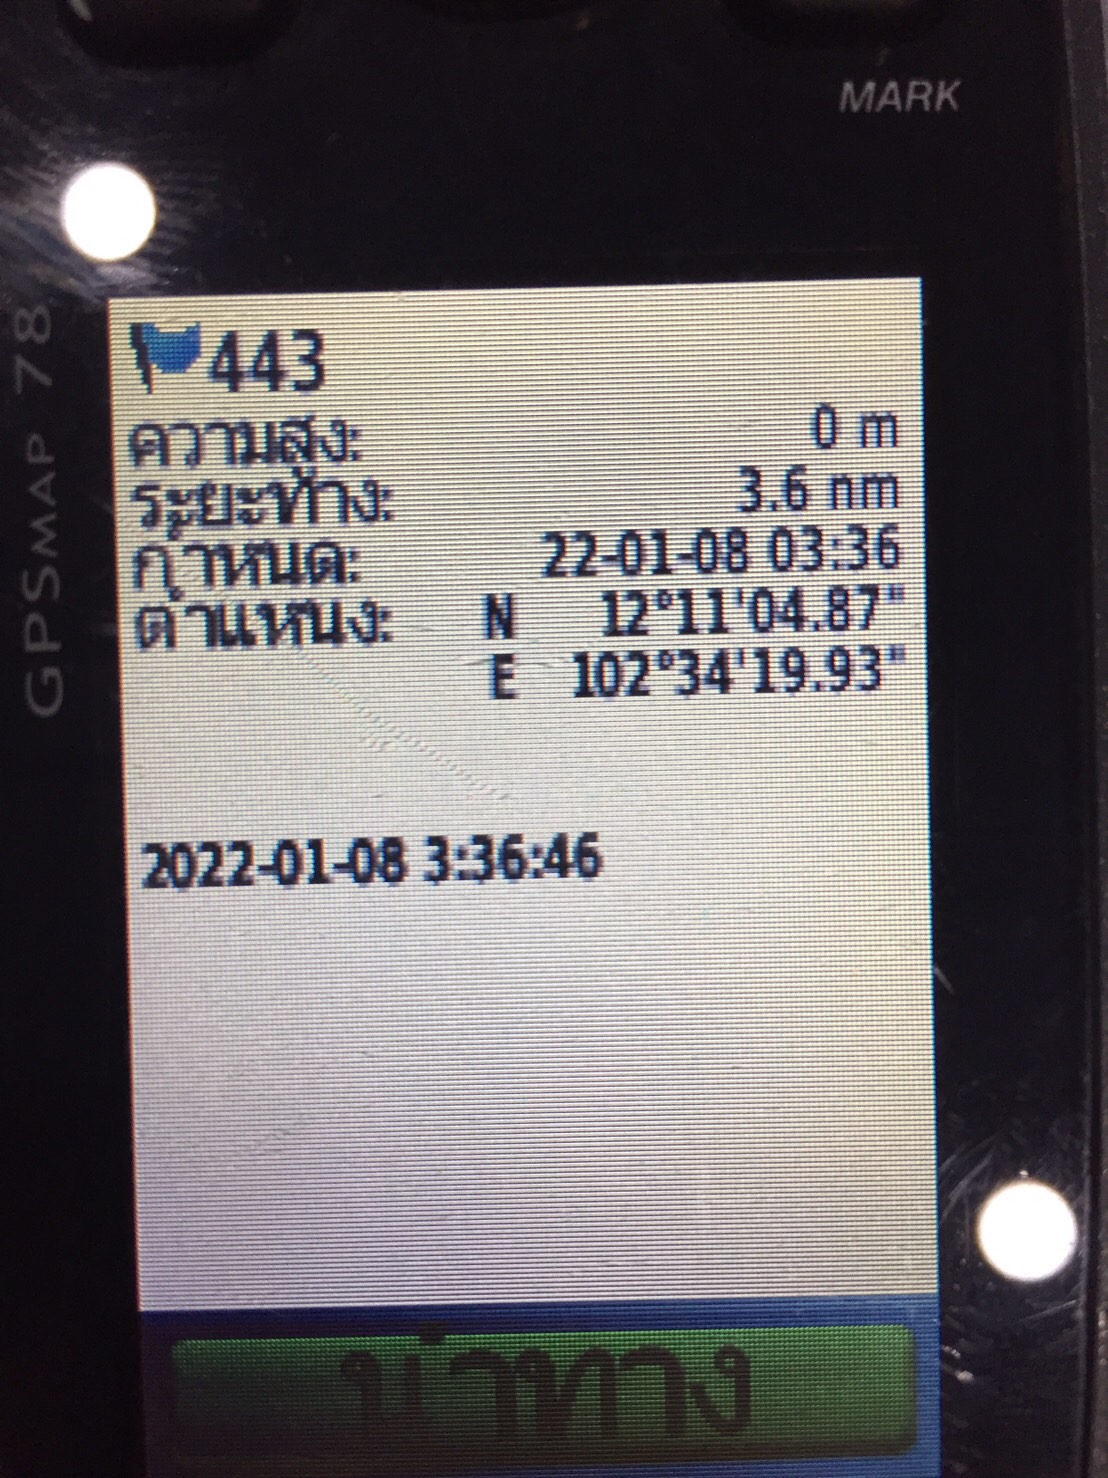 MARK
GPSMAP 78
443
ความสูง: 0 m
ระยะห่าง: 3.6 nm
กำหนด: 22-01-08 03:36
ตำแหน่ง: N 12°11'04.87"
E 102°34'19.93"
2022-01-08 3:36:46
นำทาง